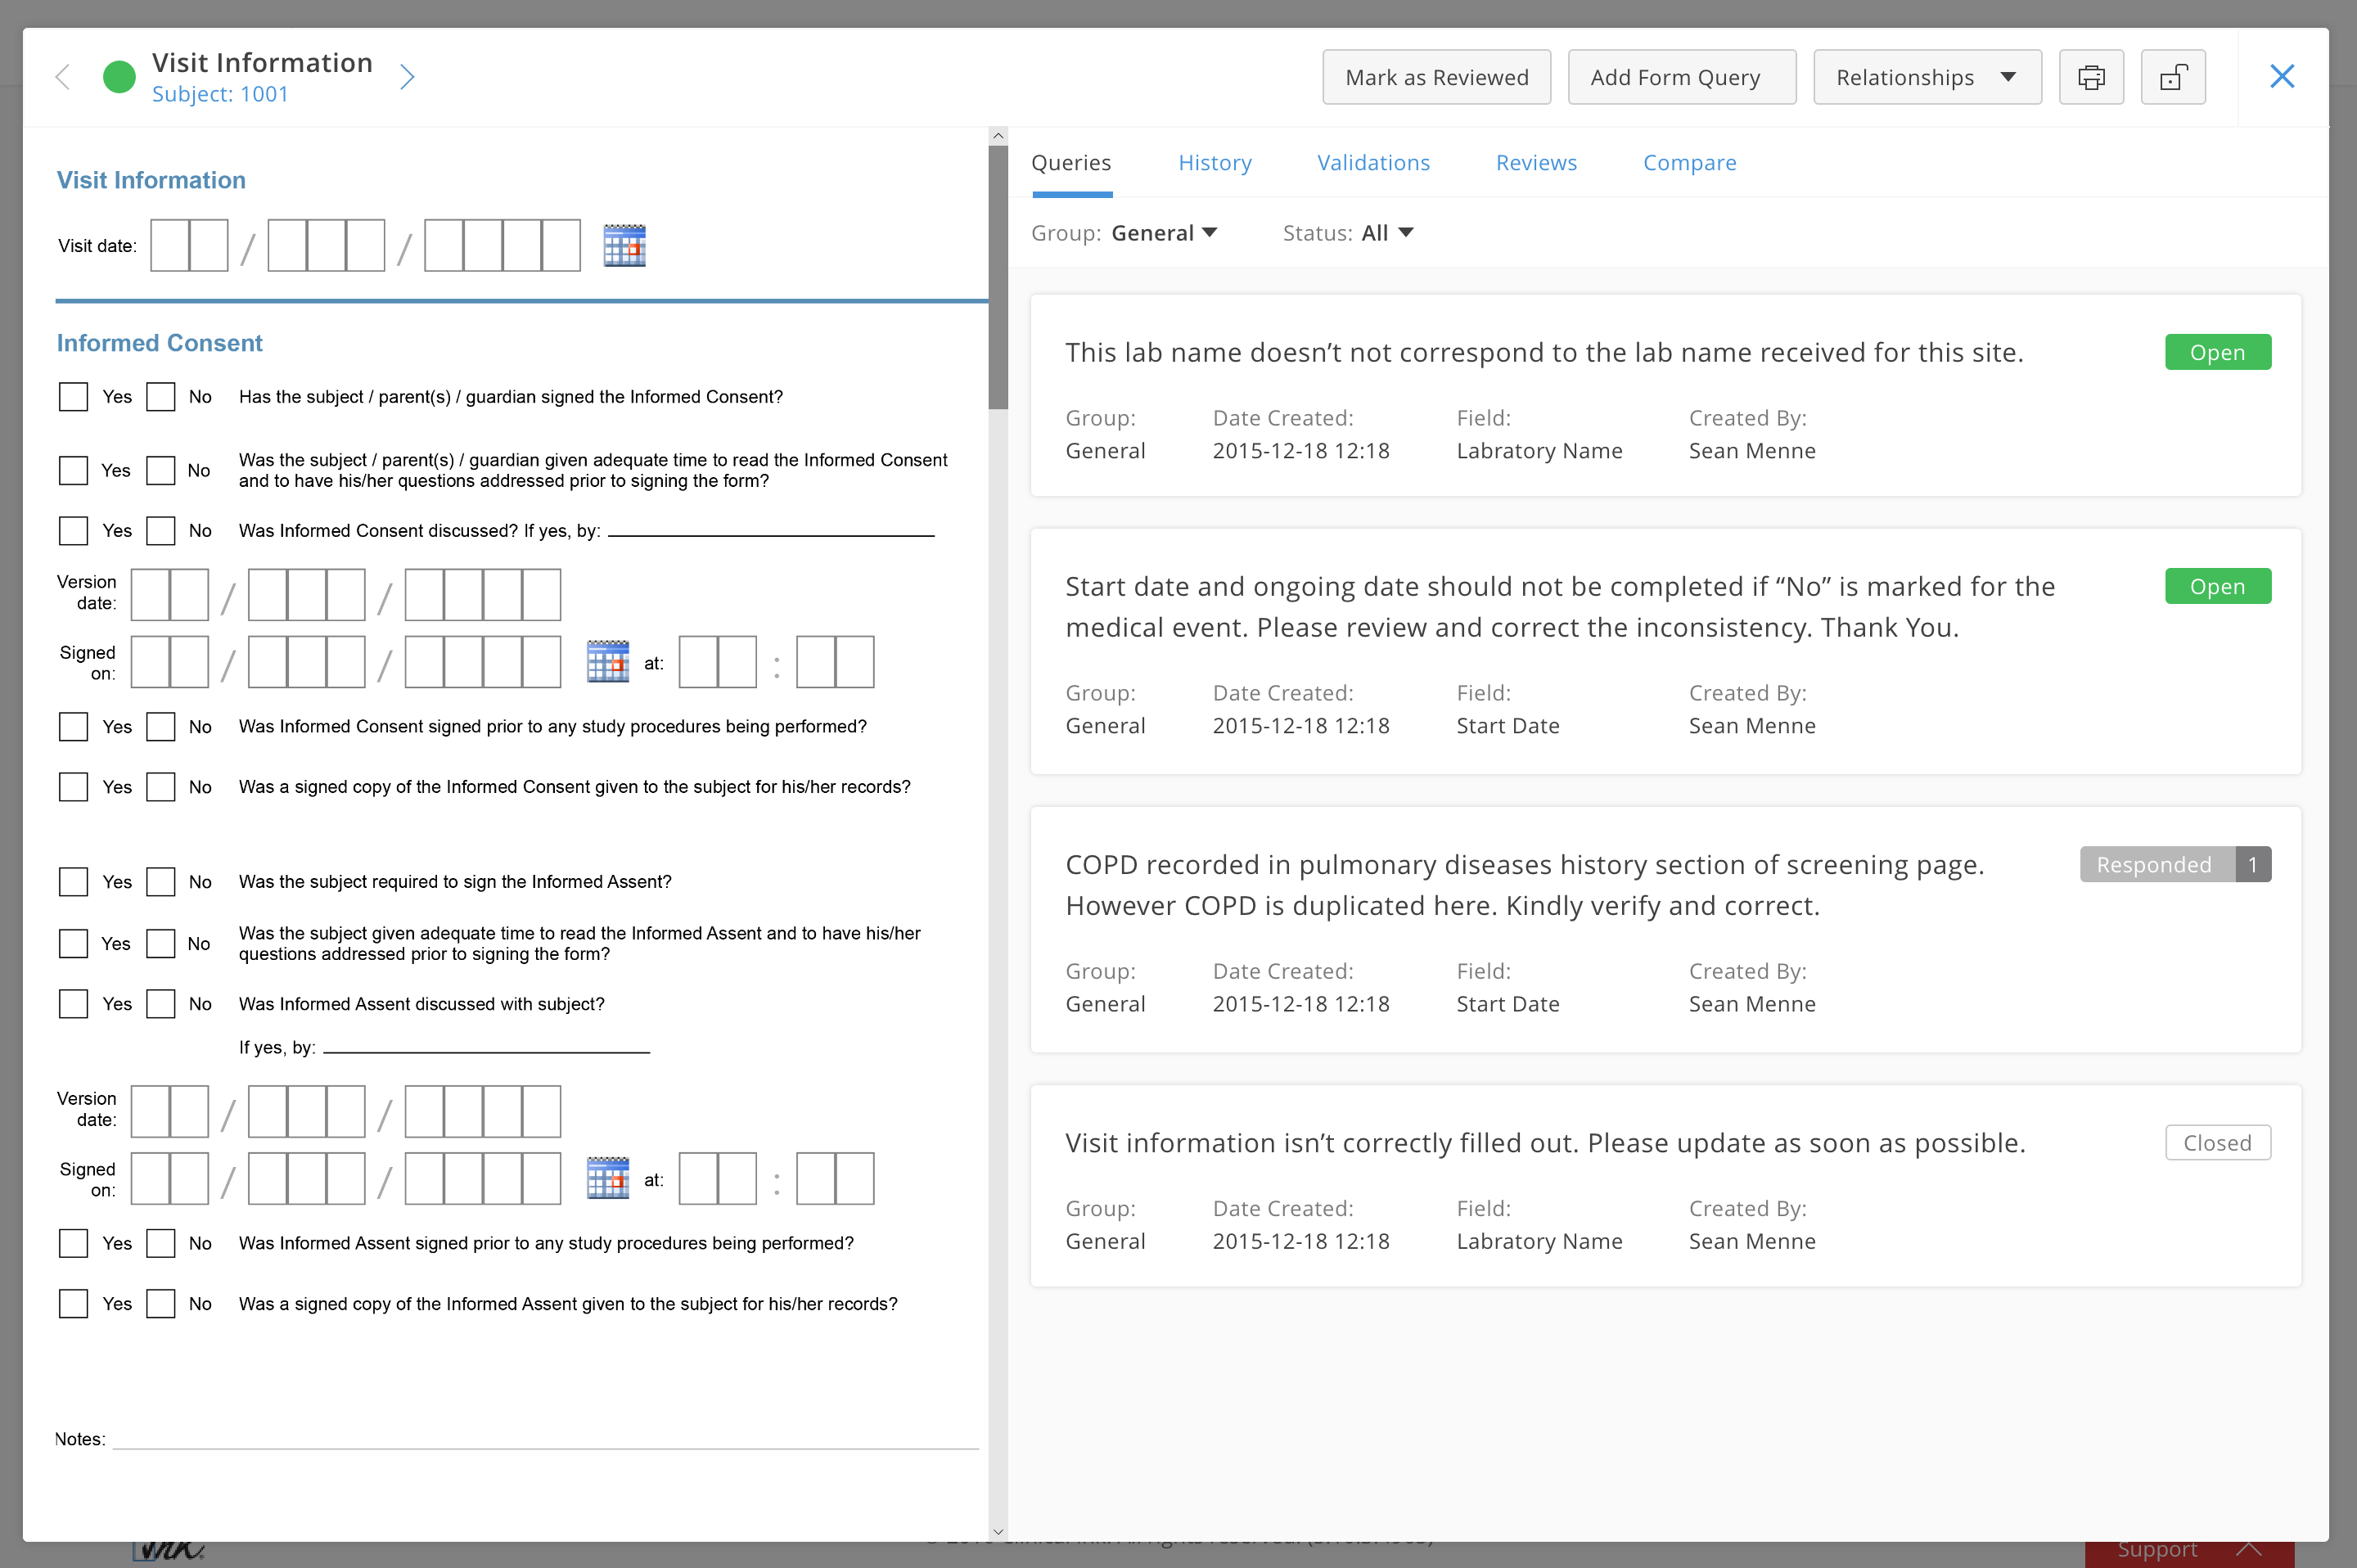 Visit Information
Subject: 1001
Mark as Reviewed
Add Form Query
Relationships
Visit Information
Visit date: / /
Informed Consent
Yes No Has the subject / parent(s) / guardian signed the Informed Consent?
Yes No Was the subject / parent(s) / guardian given adequate time to read the Informed Consent
and to have his/her questions addressed prior to signing the form?
Yes No Was Informed Consent discussed? If yes, by:
Version
date: / /
Signed
on: / / at: :
Yes No Was Informed Consent signed prior to any study procedures being performed?
Yes No Was a signed copy of the Informed Consent given to the subject for his/her records?
Yes No Was the subject required to sign the Informed Assent?
Yes No Was the subject given adequate time to read the Informed Assent and to have his/her
questions addressed prior to signing the form?
Yes No Was Informed Assent discussed with subject?
If yes, by:
Version
date: / /
Signed
on: / / at: :
Yes No Was Informed Assent signed prior to any study procedures being performed?
Yes No Was a signed copy of the Informed Assent given to the subject for his/her records?
Notes:
Queries History Validations Reviews Compare
Group: General Status: All
This lab name doesn’t not correspond to the lab name received for this site.
Open
Group: Date Created: Field: Created By:
General 2015-12-18 12:18 Labratory Name Sean Menne
Start date and ongoing date should not be completed if “No” is marked for the
medical event. Please review and correct the inconsistency. Thank You.
Open
Group: Date Created: Field: Created By:
General 2015-12-18 12:18 Start Date Sean Menne
COPD recorded in pulmonary diseases history section of screening page.
However COPD is duplicated here. Kindly verify and correct.
Responded 1
Group: Date Created: Field: Created By:
General 2015-12-18 12:18 Start Date Sean Menne
Visit information isn’t correctly filled out. Please update as soon as possible.
Closed
Group: Date Created: Field: Created By:
General 2015-12-18 12:18 Labratory Name Sean Menne
ink
Support